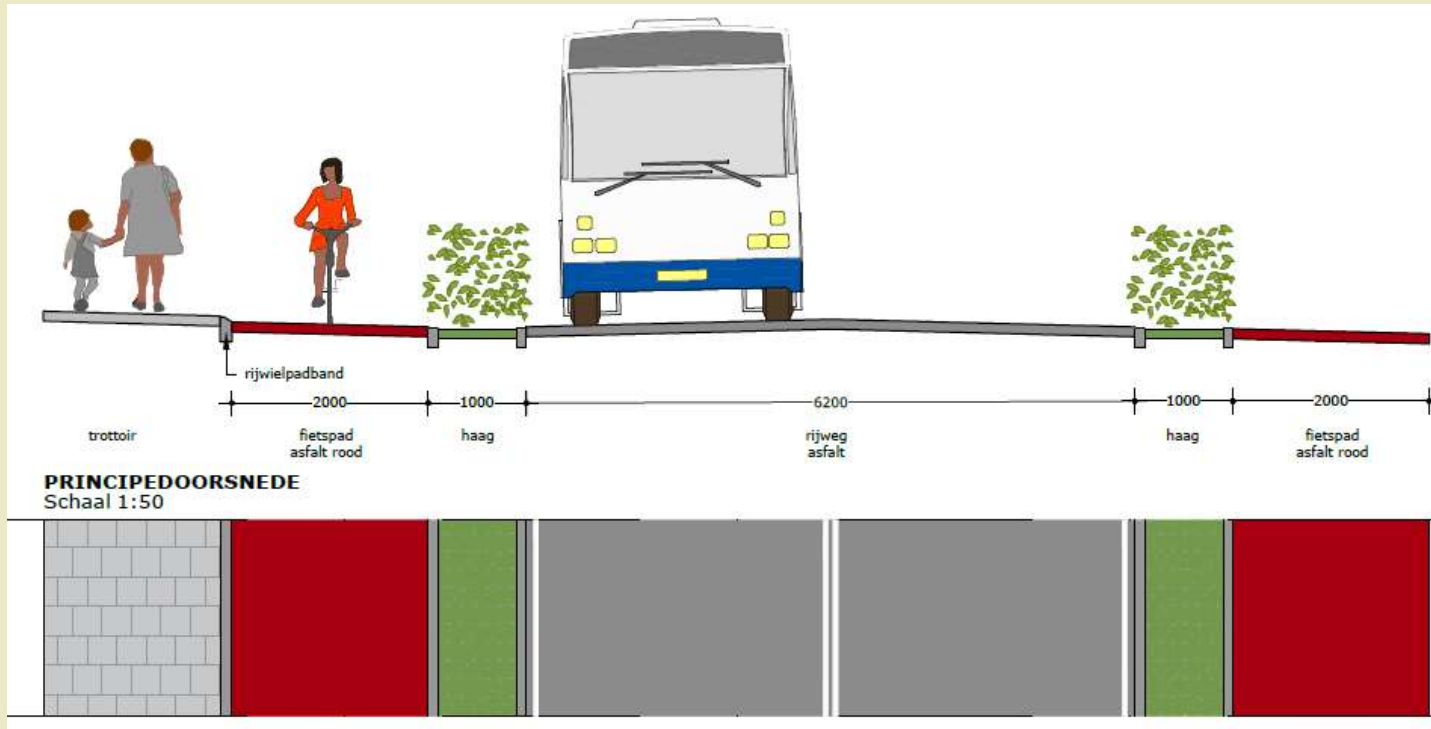 rijwielpadband
2000
1000
6200
1000
2000
trottoir
fietspad
asfalt rood
haag
rijweg
asfalt
haag
fietspad
asfalt rood
PRINCIPEDOORSNEDE
Schaal 1:50